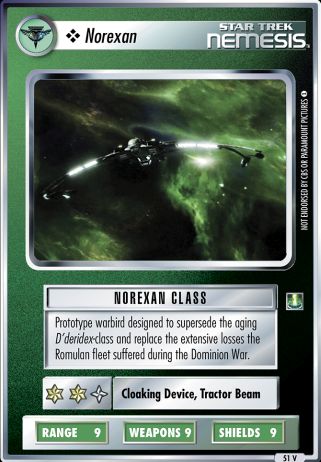 ❖ Norexan
STAR TREK
NEMESIS™
NOT ENDORSED BY CBS OR PARAMOUNT PICTURES
NOREXAN CLASS
Prototype warbird designed to supersede the aging
D'deridex-class and replace the extensive losses the
Romulan fleet suffered during the Dominion War.
Cloaking Device, Tractor Beam
RANGE 9
WEAPONS 9
SHIELDS 9
51 V